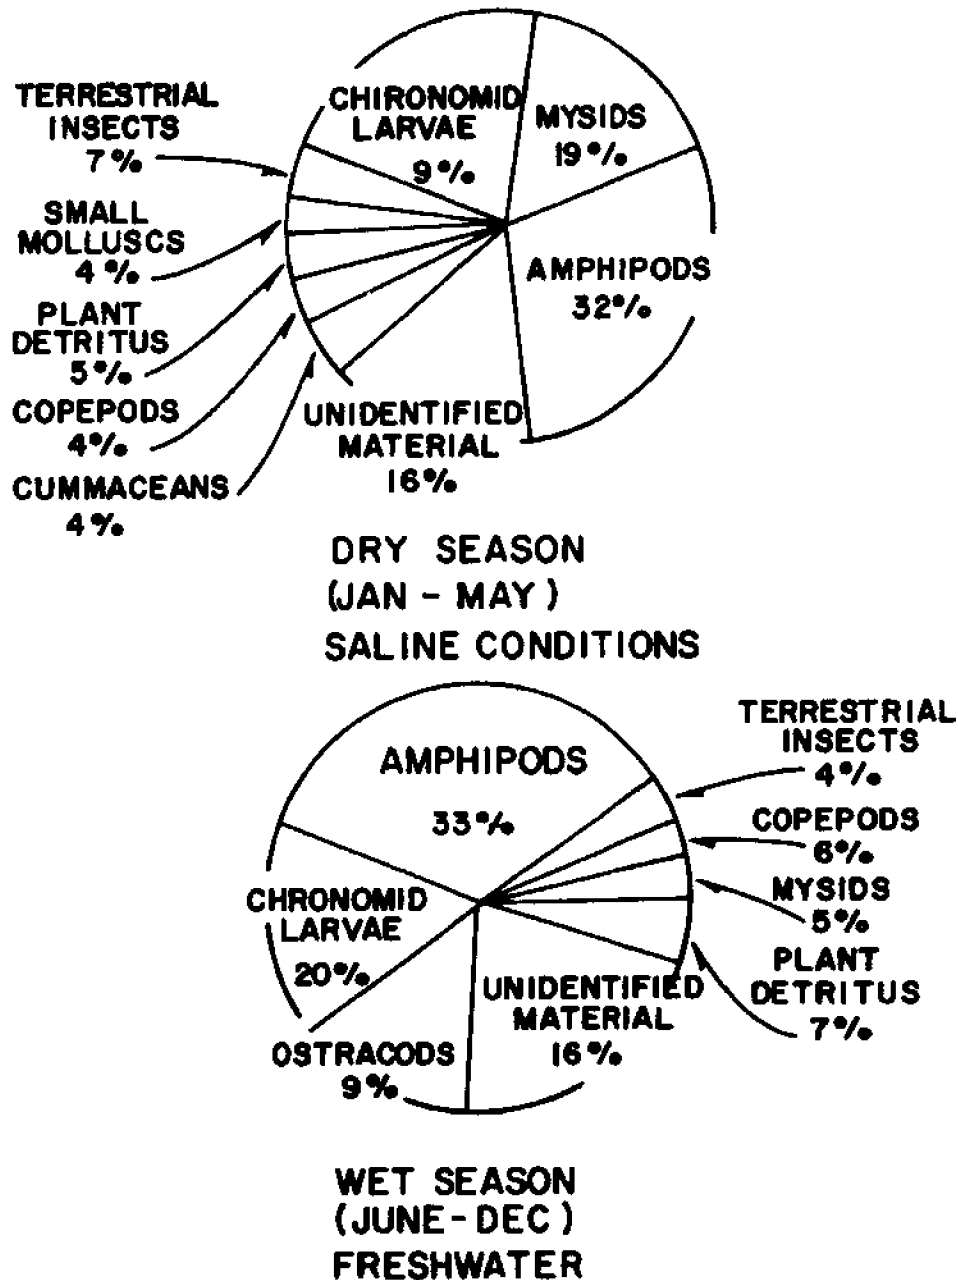 CHIRONOMID
LARVAE
9%
MYSIDS
19%
TERRESTRIAL
INSECTS
7%
SMALL
MOLLUSCS
4%
AMPHIPODS
32%
PLANT
DETRITUS
5%
COPEPODS
4%
UNIDENTIFIED
MATERIAL
16%
CUMMACEANS
4%
DRY SEASON
(JAN - MAY)
SALINE CONDITIONS
AMPHIPODS
33%
TERRESTRIAL
INSECTS
4%
COPEPODS
6%
MYSIDS
5%
CHRONOMID
LARVAE
20%
PLANT
DETRITUS
7%
UNIDENTIFIED
MATERIAL
16%
OSTRACODS
9%
WET SEASON
(JUNE-DEC)
FRESHWATER